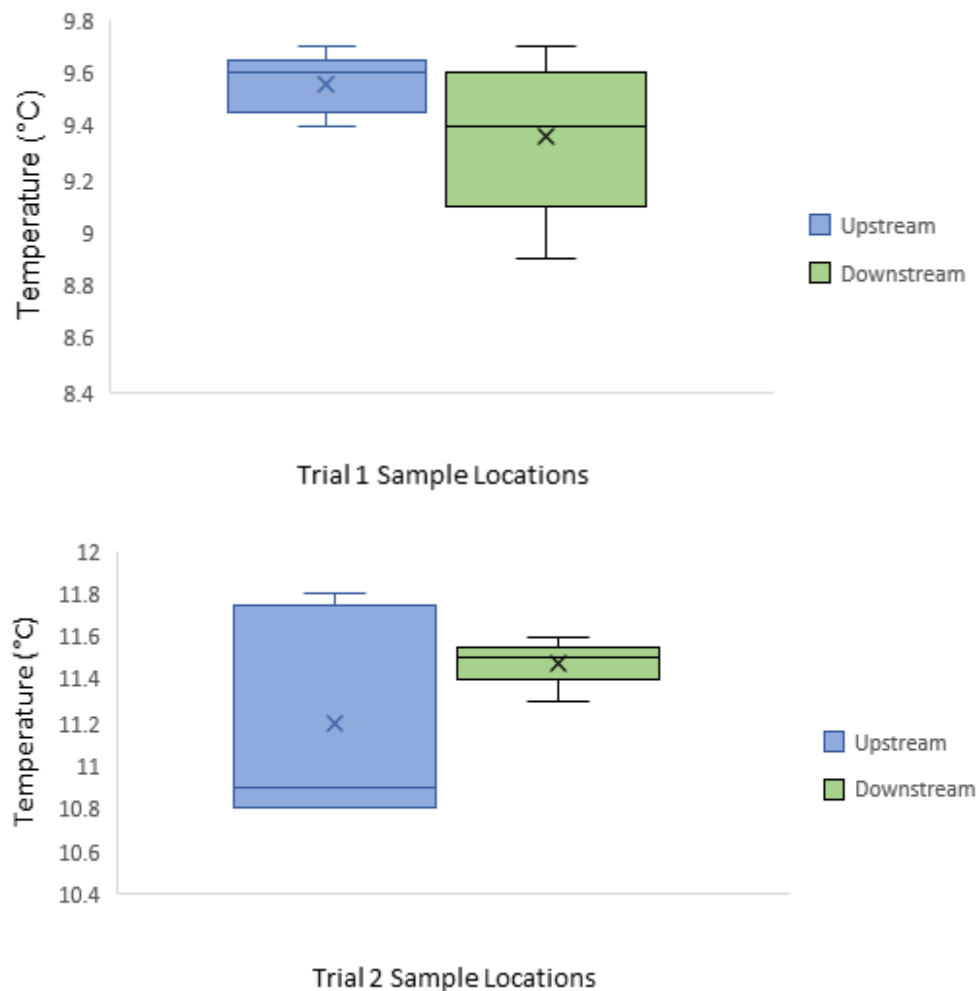 9.8
9.6
9.4
9.2
9
8.8
8.6
8.4
Temperature (°C)
Upstream
Downstream
Trial 1 Sample Locations
12
11.8
11.6
11.4
11.2
11
10.8
10.6
10.4
Temperature (°C)
Upstream
Downstream
Trial 2 Sample Locations